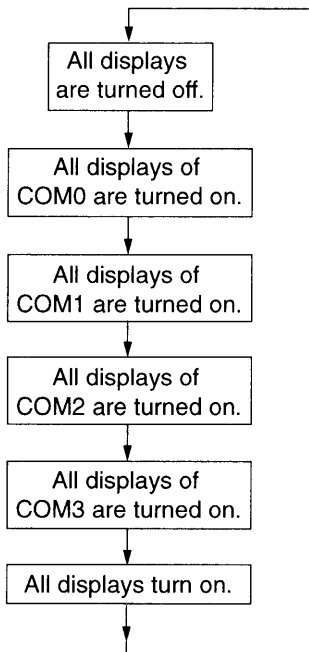 All displays
are turned off.
All displays of
COM0 are turned on.
All displays of
COM1 are turned on.
All displays of
COM2 are turned on.
All displays of
COM3 are turned on.
All displays turn on.